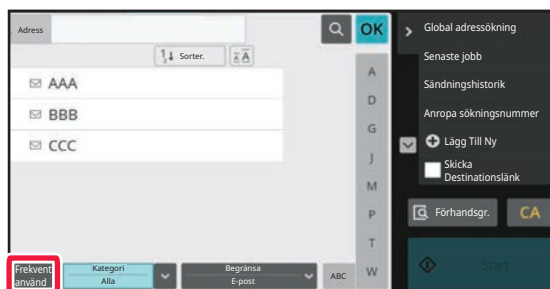 Adress
OK
Sorter.
AAA
BBB
CCC
A
D
G
J
M
P
T
W
Frekvent
använd
Kategori
Alla
Begränsa
E-post
ABC
Global adressökning
Senaste jobb
Sändningshistorik
Anropa sökningsnummer
Lägg Till Ny
Skicka
Destinationslänk
Förhandsgr.
CA
Start